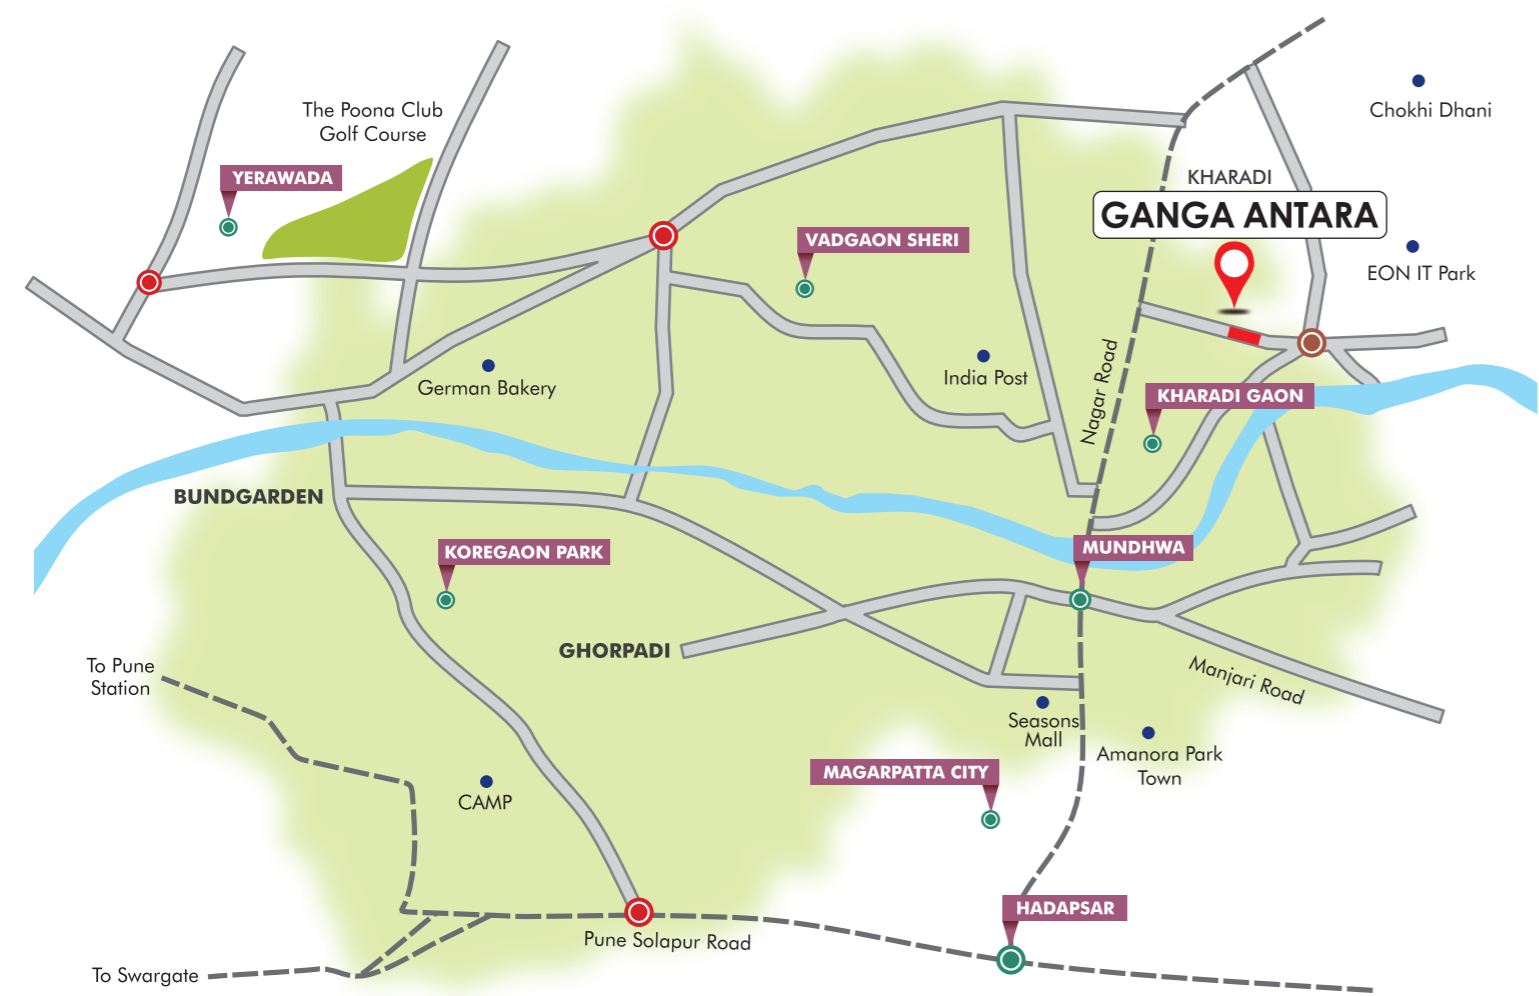 Chokhi Dhani
The Poona Club
Golf Course
YERAWADA
KHARADI
GANGA ANTARA
VADGAON SHERI
EON IT Park
India Post
German Bakery
Nagar Road
KHARADI GAON
BUNDGARDEN
KOREGAON PARK
MUNDHWA
GHORPADI
To Pune
Station
Manjari Road
Seasons
Mall
Amanora Park
Town
MAGARPATTA CITY
CAMP
HADAPSAR
Pune Solapur Road
To Swargate